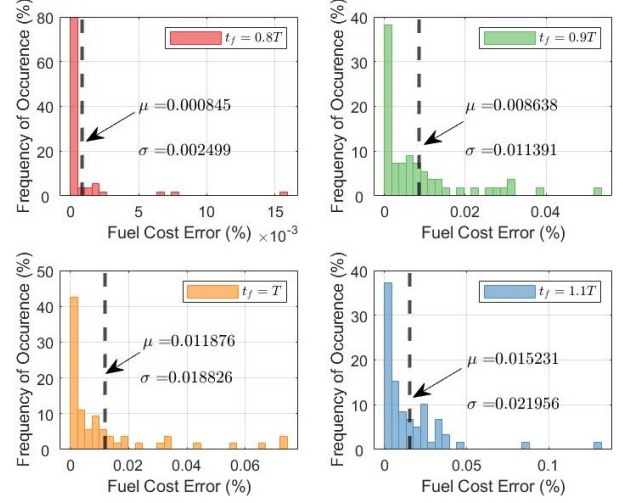 80
60
40
20
0
Frequency of Occurence (%)
t_f = 0.8T
μ =0.000845
σ =0.002499
0 5 10 15
Fuel Cost Error (%) ×10⁻³
40
30
20
10
0
Frequency of Occurence (%)
t_f = 0.9T
μ =0.008638
σ =0.011391
0 0.02 0.04
Fuel Cost Error (%)
50
40
30
20
10
0
Frequency of Occurence (%)
t_f = T
μ =0.011876
σ =0.018826
0 0.02 0.04 0.06
Fuel Cost Error (%)
50
40
30
20
10
0
Frequency of Occurence (%)
t_f = 1.1T
μ =0.015231
σ =0.021956
0 0.05 0.1
Fuel Cost Error (%)